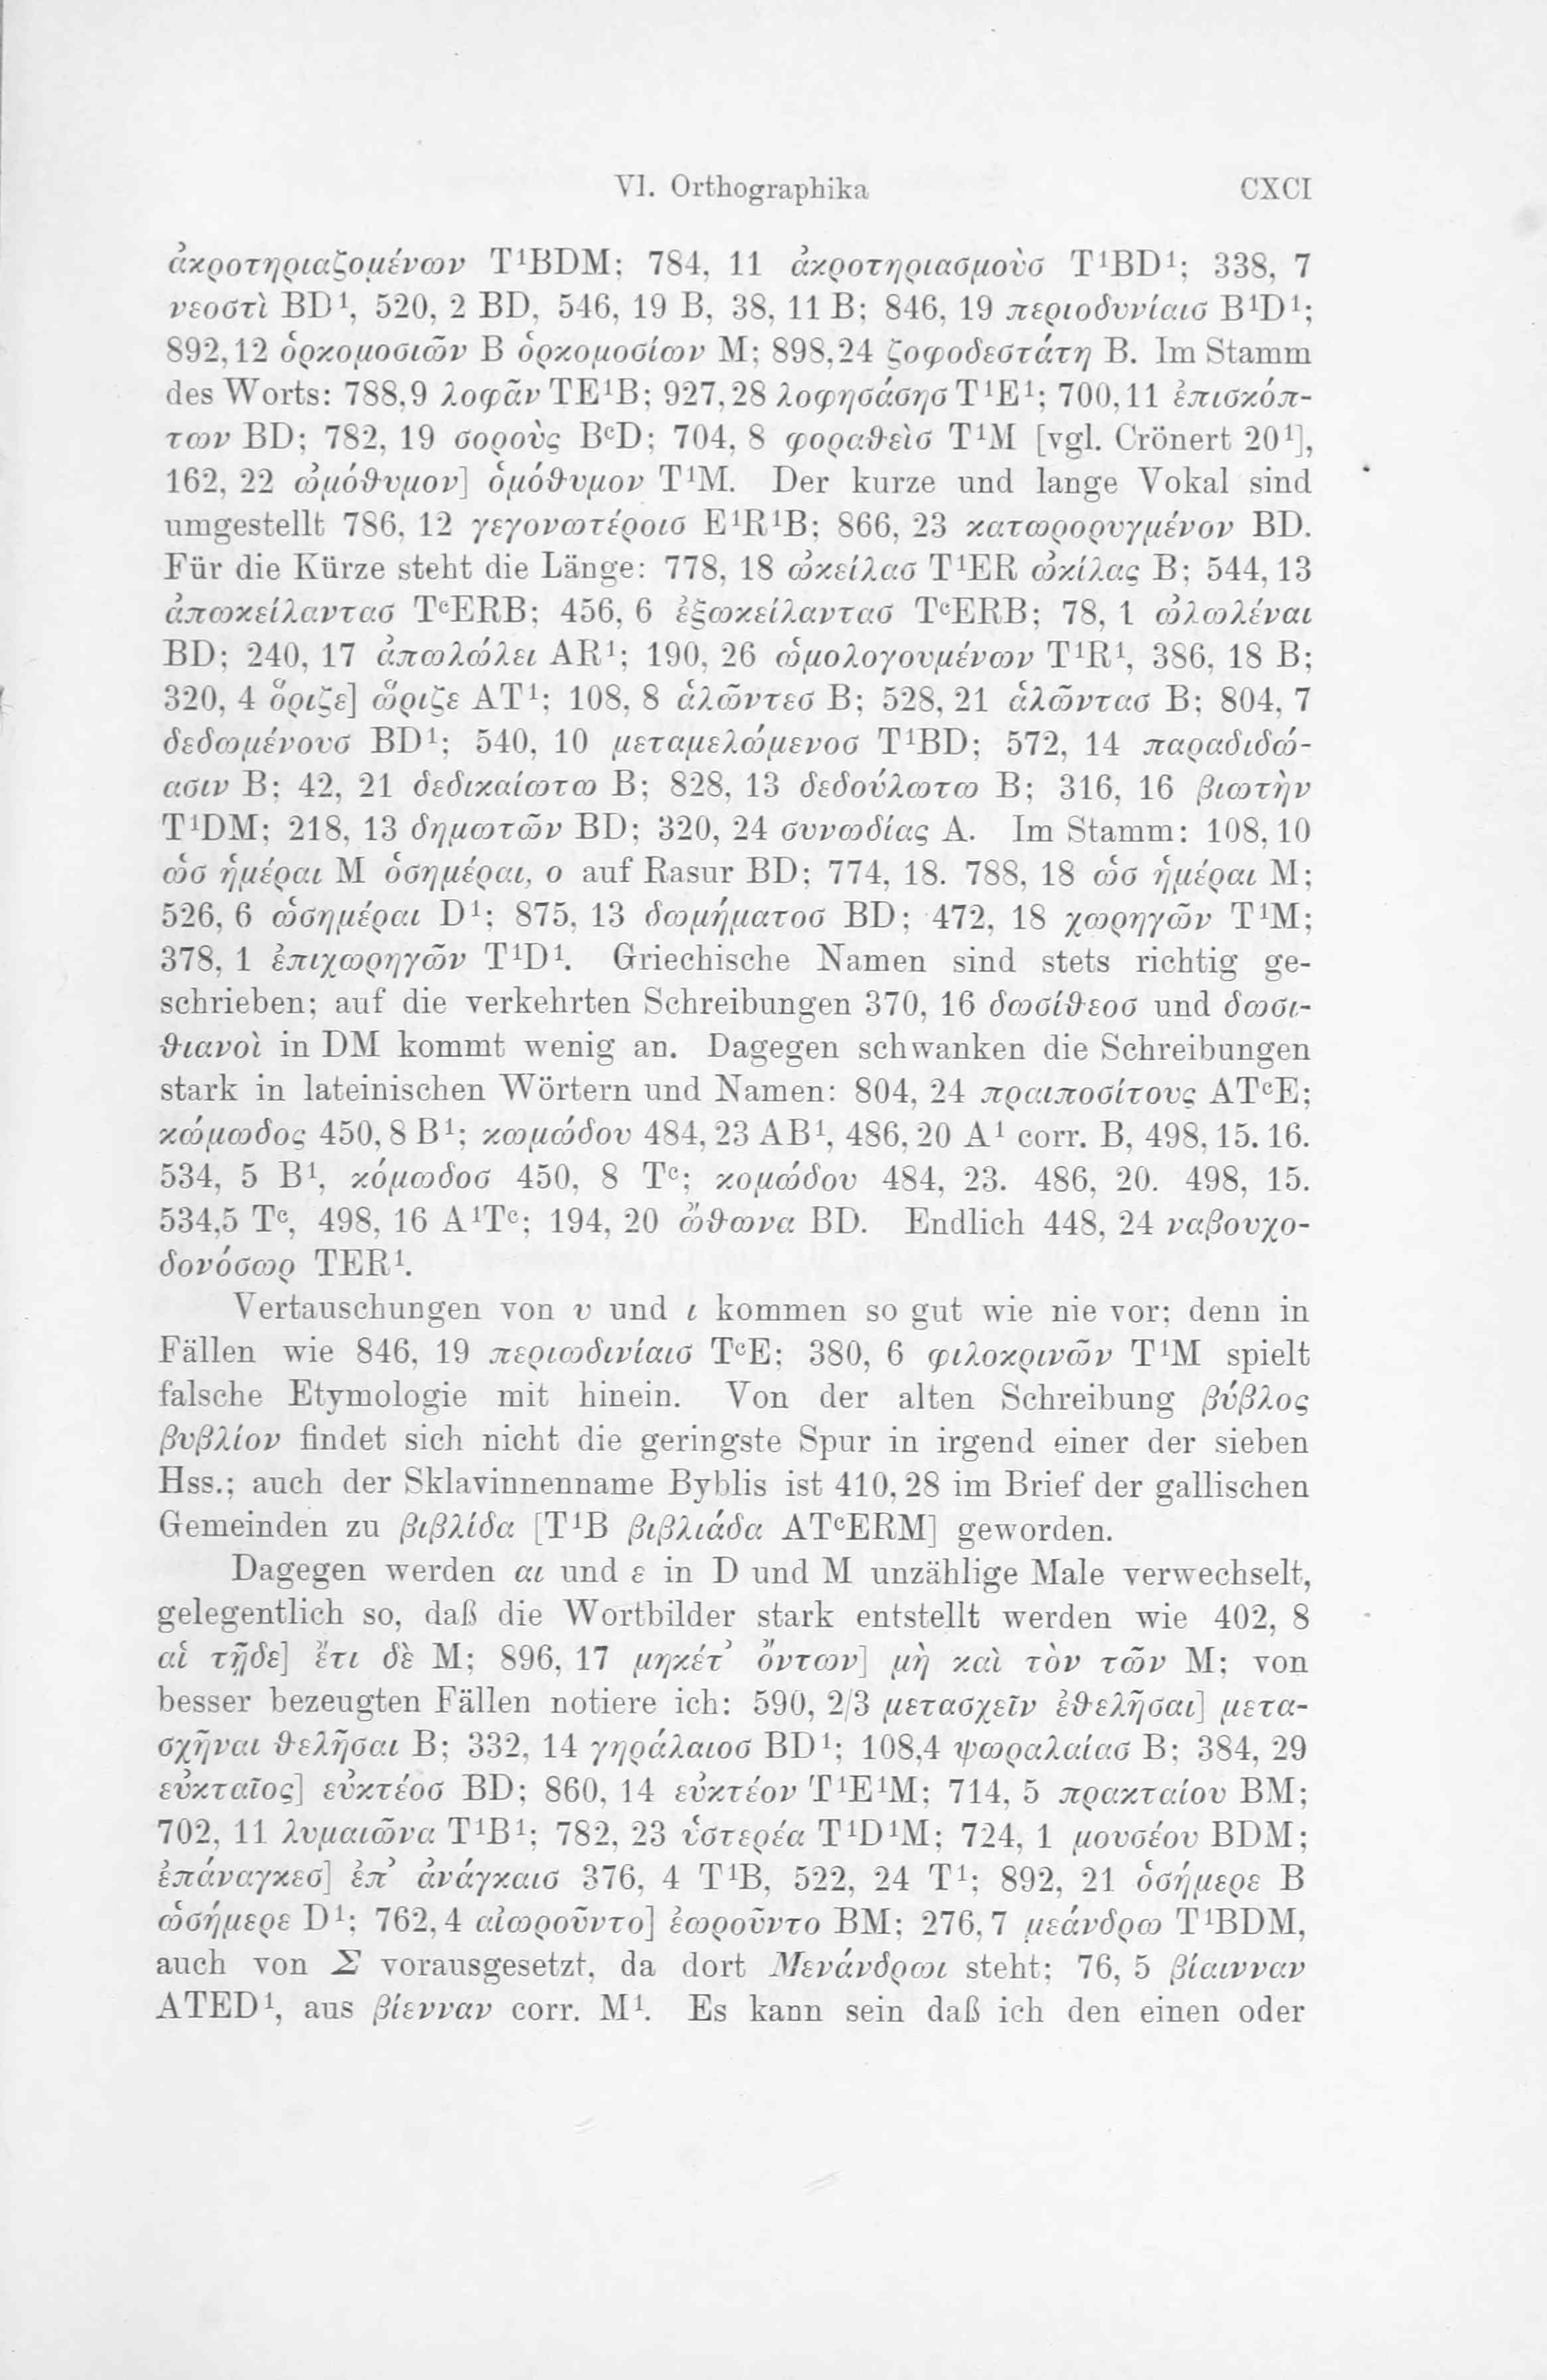 VI. Orthographika CXCI
ἀκροτηριαζομένων T¹BDM; 784, 11 ἀκροτηριασμοὺσ T¹BD¹; 338, 7
νεοστὶ BD¹, 520, 2 BD, 546, 19 B, 38, 11 B; 846, 19 περιοδυνίαισ B¹D¹;
892,12 ὁρκομοσιῶν B ὁρκομοσίων M; 898,24 ζοφοδεστάτη B. Im Stamm
des Worts: 788,9 λοφᾶν TE¹B; 927,28 λοφησάσησ T¹E¹; 700,11 ἐπισκόπ-
των BD; 782, 19 σοροὺς BᶜD; 704, 8 φοραθεὶσ T¹M [vgl. Crönert 20¹],
162, 22 ὠμόθυμον] ὁμόθυμον T¹M. Der kurze und lange Vokal sind
umgestellt 786, 12 γεγονωτέροισ E¹R¹B; 866, 23 κατωρορυγμένον BD.
Für die Kürze steht die Länge: 778, 18 ὠκείλασ T¹ER ὠκίλας B; 544, 13
ἀπωκείλαντασ TᶜERB; 456, 6 ἐξωκείλαντασ TᶜERB; 78, 1 ὠλωλέναι
BD; 240, 17 ἀπωλώλει AR¹; 190, 26 ὡμολογουμένων T¹R¹, 386, 18 B;
320, 4 ὅριζε] ὥριζε AT¹; 108, 8 ἁλῶντεσ B; 528, 21 ἁλῶντασ B; 804, 7
δεδωμένουσ BD¹; 540, 10 μεταμελώμενοσ T¹BD; 572, 14 παραδιδώ-
ασιν B; 42, 21 δεδικαίωτω B; 828, 13 δεδούλωτω B; 316, 16 βιωτὴν
T¹DM; 218, 13 δημωτῶν BD; 320, 24 συνωδίας A. Im Stamm: 108,10
ὡσ ἡμέραι M ὁσημέραι, ο auf Rasur BD; 774, 18. 788, 18 ὡσ ἡμέραι M;
526, 6 ὡσημέραι D¹; 875, 13 δωμήματοσ BD; 472, 18 χωρηγῶν T¹M;
378, 1 ἐπιχωρηγῶν T¹D¹. Griechische Namen sind stets richtig ge-
schrieben; auf die verkehrten Schreibungen 370, 16 δωσίθεοσ und δωσι-
θιανοὶ in DM kommt wenig an. Dagegen schwanken die Schreibungen
stark in lateinischen Wörtern und Namen: 804, 24 πραιποσίτους ATᶜE;
κώμωδος 450, 8 B¹; κωμώδου 484, 23 AB¹, 486, 20 A¹ corr. B, 498, 15. 16.
534, 5 B¹, κόμωδοσ 450, 8 Tᶜ; κομώδου 484, 23. 486, 20. 498, 15.
534,5 Tᶜ, 498, 16 A¹Tᶜ; 194, 20 ὤθωνα BD. Endlich 448, 24 ναβουχο-
δονόσωρ TER¹.
Vertauschungen von υ und ι kommen so gut wie nie vor; denn in
Fällen wie 846, 19 περιωδινίαισ TᶜE; 380, 6 φιλοκρινῶν T¹M spielt
falsche Etymologie mit hinein. Von der alten Schreibung βύβλος
βυβλίον findet sich nicht die geringste Spur in irgend einer der sieben
Hss.; auch der Sklavinnenname Byblis ist 410, 28 im Brief der gallischen
Gemeinden zu βιβλίδα [T¹B βιβλιάδα ATᶜERM] geworden.
Dagegen werden αι und ε in D und M unzählige Male verwechselt,
gelegentlich so, daß die Wortbilder stark entstellt werden wie 402, 8
αἱ τῇδε] ἔτι δὲ M; 896, 17 μηκέτ’ ὄντων] μὴ καὶ τὸν τῶν M; von
besser bezeugten Fällen notiere ich: 590, 2/3 μετασχεῖν ἐθελῆσαι] μετα-
σχῆναι θελῆσαι B; 332, 14 γηράλαιοσ BD¹; 108,4 ψωραλαίασ B; 384, 29
εὐκταῖος] εὐκτέοσ BD; 860, 14 εὐκτέον T¹E¹M; 714, 5 πρακταίου BM;
702, 11 λυμαιῶνα T¹B¹; 782, 23 ὑστερέα T¹D¹M; 724, 1 μουσέου BDM;
ἐπάναγκεσ] ἐπ’ ἀνάγκαισ 376, 4 T¹B, 522, 24 T¹; 892, 21 ὁσήμερε B
ὡσήμερε D¹; 762, 4 αἰωροῦντο] ἐωροῦντο BM; 276, 7 μεάνδρω T¹BDM,
auch von Σ vorausgesetzt, da dort Μενάνδρωι steht; 76, 5 βίαινναν
ATED¹, aus βίενναν corr. M¹. Es kann sein daß ich den einen oder